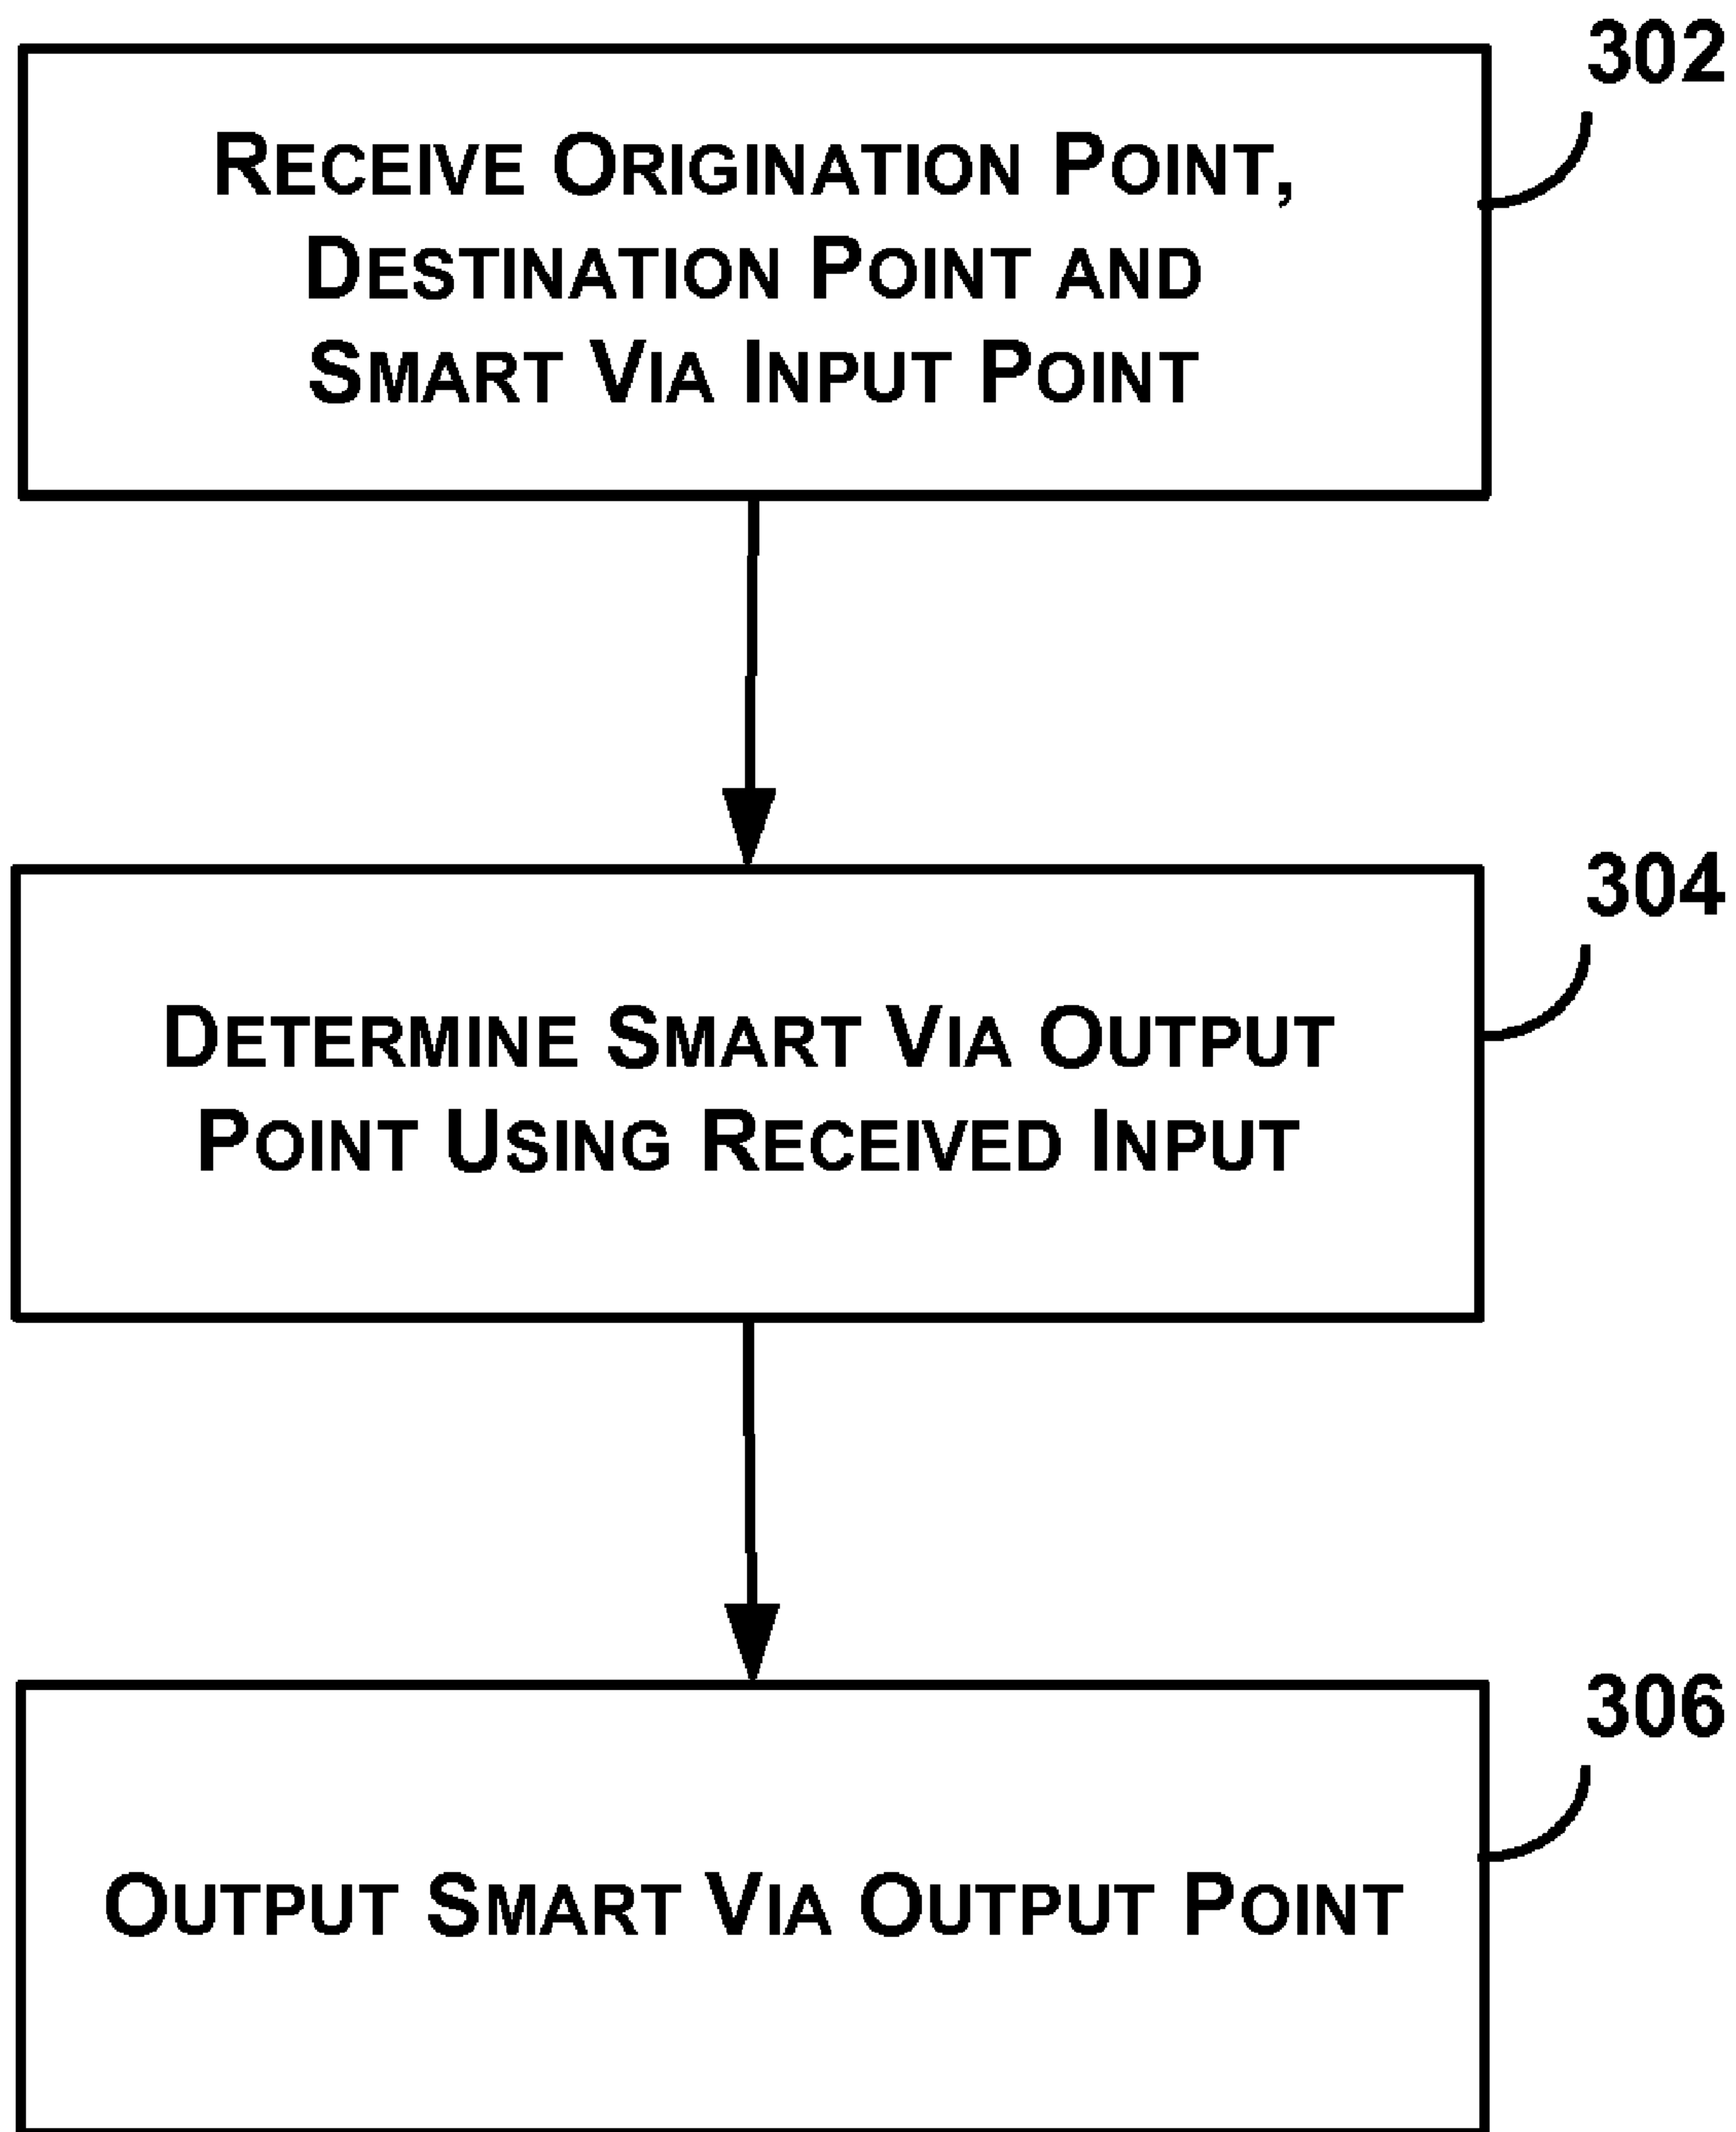 302
RECEIVE ORIGINATION POINT,
DESTINATION POINT AND
SMART VIA INPUT POINT
304
DETERMINE SMART VIA OUTPUT
POINT USING RECEIVED INPUT
306
OUTPUT SMART VIA OUTPUT POINT